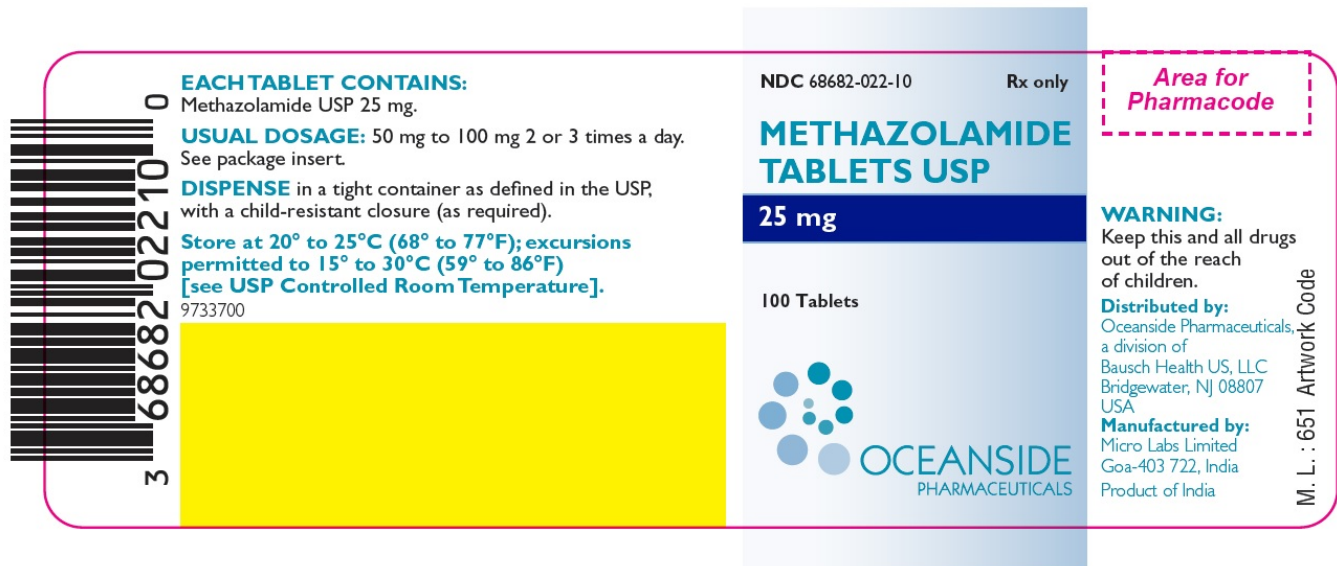 3 68682 02210 0
EACH TABLET CONTAINS:
Methazolamide USP 25 mg.
USUAL DOSAGE: 50 mg to 100 mg 2 or 3 times a day.
See package insert.
DISPENSE in a tight container as defined in the USP,
with a child-resistant closure (as required).
Store at 20° to 25°C (68° to 77°F); excursions
permitted to 15° to 30°C (59° to 86°F)
[see USP Controlled Room Temperature].
9733700
NDC 68682-022-10 Rx only
METHAZOLAMIDE
TABLETS USP
25 mg
100 Tablets
OCEANSIDE
PHARMACEUTICALS
Area for
Pharmacode
WARNING:
Keep this and all drugs
out of the reach
of children.
Distributed by:
Oceanside Pharmaceuticals,
a division of
Bausch Health US, LLC
Bridgewater, NJ 08807
USA
Manufactured by:
Micro Labs Limited
Goa-403 722, India
Product of India
M. L. : 651 Artwork Code